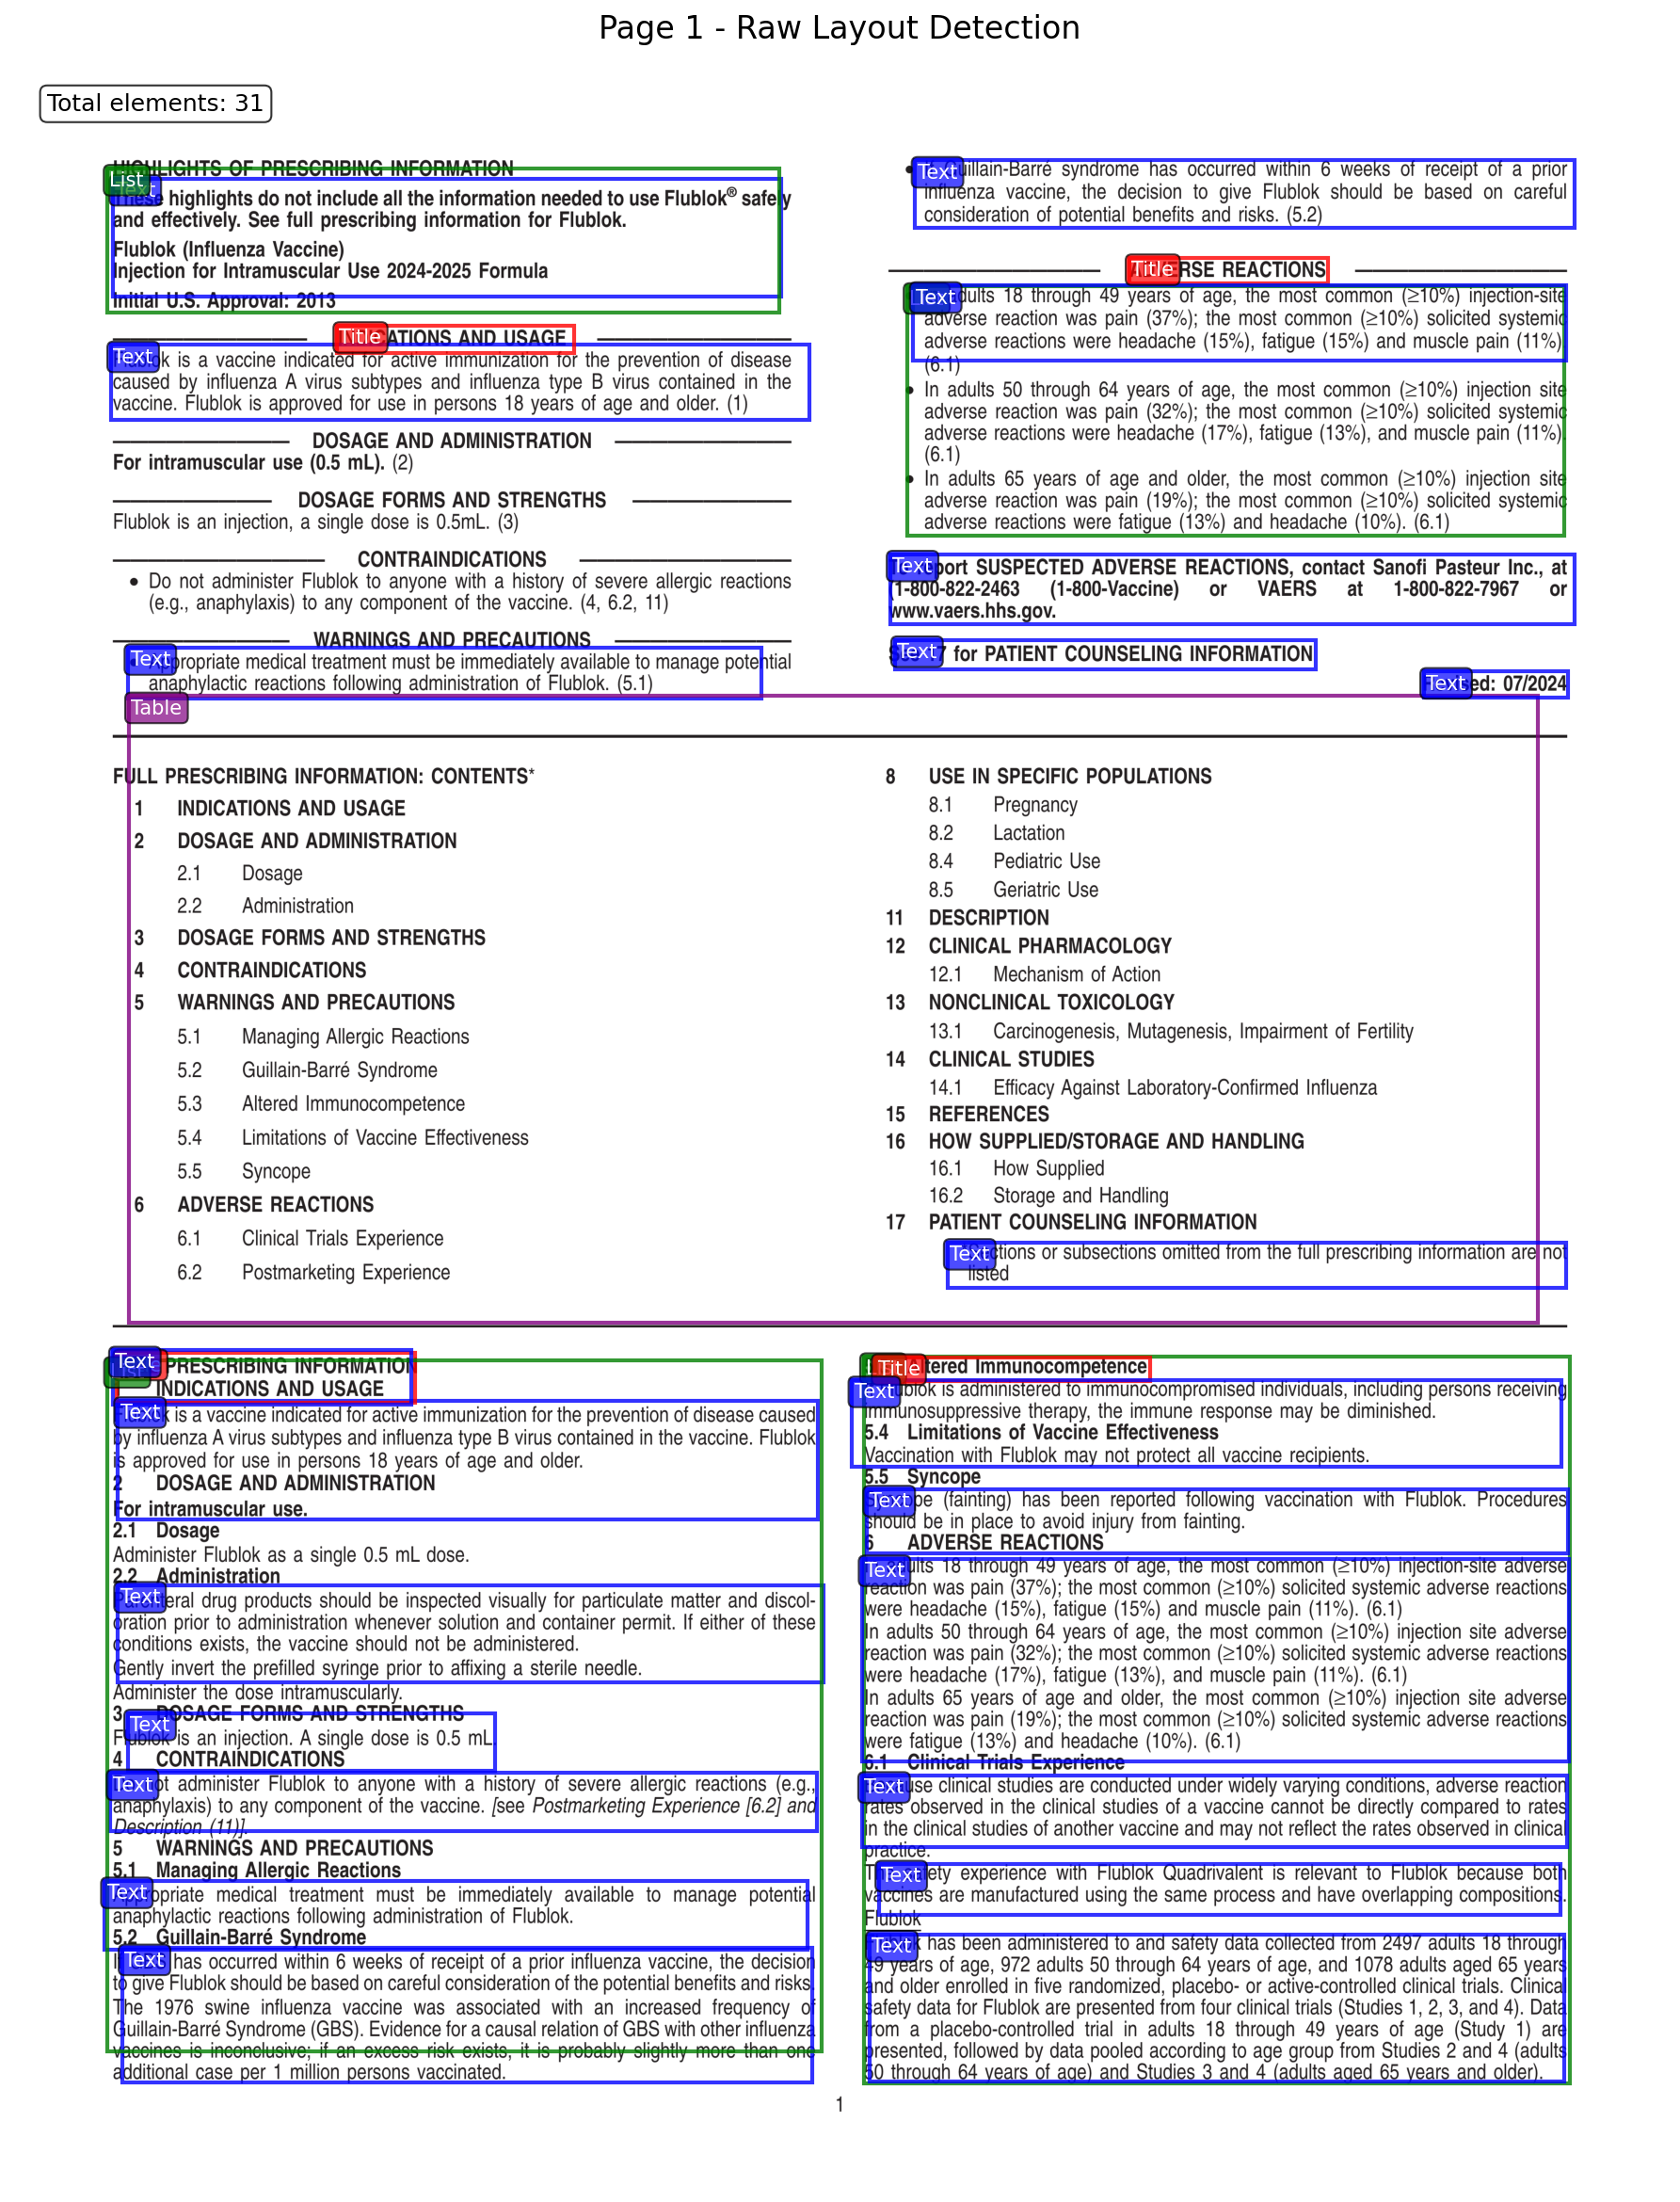 Page 1 - Raw Layout Detection
Total elements: 31
HIGHLIGHTS OF PRESCRIBING INFORMATION
List
Text
These highlights do not include all the information needed to use Flublok® safely
and effectively. See full prescribing information for Flublok.
Flublok (Influenza Vaccine)
Injection for Intramuscular Use 2024-2025 Formula
Initial U.S. Approval: 2013
Title CATIONS AND USAGE
Text
Flublok is a vaccine indicated for active immunization for the prevention of disease
caused by influenza A virus subtypes and influenza type B virus contained in the
vaccine. Flublok is approved for use in persons 18 years of age and older. (1)
DOSAGE AND ADMINISTRATION
For intramuscular use (0.5 mL). (2)
DOSAGE FORMS AND STRENGTHS
Flublok is an injection, a single dose is 0.5mL. (3)
CONTRAINDICATIONS
• Do not administer Flublok to anyone with a history of severe allergic reactions
(e.g., anaphylaxis) to any component of the vaccine. (4, 6.2, 11)
WARNINGS AND PRECAUTIONS
Text
• Appropriate medical treatment must be immediately available to manage potential
anaphylactic reactions following administration of Flublok. (5.1)
Text
• Guillain-Barré syndrome has occurred within 6 weeks of receipt of a prior
influenza vaccine, the decision to give Flublok should be based on careful
consideration of potential benefits and risks. (5.2)
Title ERSE REACTIONS
Text
adults 18 through 49 years of age, the most common (≥10%) injection-site
adverse reaction was pain (37%); the most common (≥10%) solicited systemic
adverse reactions were headache (15%), fatigue (15%) and muscle pain (11%).
(6.1)
• In adults 50 through 64 years of age, the most common (≥10%) injection site
adverse reaction was pain (32%); the most common (≥10%) solicited systemic
adverse reactions were headache (17%), fatigue (13%), and muscle pain (11%).
(6.1)
• In adults 65 years of age and older, the most common (≥10%) injection site
adverse reaction was pain (19%); the most common (≥10%) solicited systemic
adverse reactions were fatigue (13%) and headache (10%). (6.1)
Text
To report SUSPECTED ADVERSE REACTIONS, contact Sanofi Pasteur Inc., at
(1-800-822-2463 (1-800-Vaccine) or VAERS at 1-800-822-7967 or
www.vaers.hhs.gov.
Text
See 17 for PATIENT COUNSELING INFORMATION
Text
Revised: 07/2024
Table
FULL PRESCRIBING INFORMATION: CONTENTS*
1 INDICATIONS AND USAGE
2 DOSAGE AND ADMINISTRATION
2.1 Dosage
2.2 Administration
3 DOSAGE FORMS AND STRENGTHS
4 CONTRAINDICATIONS
5 WARNINGS AND PRECAUTIONS
5.1 Managing Allergic Reactions
5.2 Guillain-Barré Syndrome
5.3 Altered Immunocompetence
5.4 Limitations of Vaccine Effectiveness
5.5 Syncope
6 ADVERSE REACTIONS
6.1 Clinical Trials Experience
6.2 Postmarketing Experience
8 USE IN SPECIFIC POPULATIONS
8.1 Pregnancy
8.2 Lactation
8.4 Pediatric Use
8.5 Geriatric Use
11 DESCRIPTION
12 CLINICAL PHARMACOLOGY
12.1 Mechanism of Action
13 NONCLINICAL TOXICOLOGY
13.1 Carcinogenesis, Mutagenesis, Impairment of Fertility
14 CLINICAL STUDIES
14.1 Efficacy Against Laboratory-Confirmed Influenza
15 REFERENCES
16 HOW SUPPLIED/STORAGE AND HANDLING
16.1 How Supplied
16.2 Storage and Handling
17 PATIENT COUNSELING INFORMATION
Text
Sections or subsections omitted from the full prescribing information are not
listed
Text
PRESCRIBING INFORMATION
INDICATIONS AND USAGE
Text
Flublok is a vaccine indicated for active immunization for the prevention of disease caused
by influenza A virus subtypes and influenza type B virus contained in the vaccine. Flublok
is approved for use in persons 18 years of age and older.
2 DOSAGE AND ADMINISTRATION
For intramuscular use.
2.1 Dosage
Administer Flublok as a single 0.5 mL dose.
2.2 Administration
Text
Parenteral drug products should be inspected visually for particulate matter and discol-
oration prior to administration whenever solution and container permit. If either of these
conditions exists, the vaccine should not be administered.
Gently invert the prefilled syringe prior to affixing a sterile needle.
Administer the dose intramuscularly.
3 DOSAGE FORMS AND STRENGTHS
Text
Flublok is an injection. A single dose is 0.5 mL.
4 CONTRAINDICATIONS
Text
not administer Flublok to anyone with a history of severe allergic reactions (e.g.,
anaphylaxis) to any component of the vaccine. [see Postmarketing Experience [6.2] and
Description (11)].
5 WARNINGS AND PRECAUTIONS
5.1 Managing Allergic Reactions
Text
Appropriate medical treatment must be immediately available to manage potential
anaphylactic reactions following administration of Flublok.
5.2 Guillain-Barré Syndrome
Text
has occurred within 6 weeks of receipt of a prior influenza vaccine, the decision
to give Flublok should be based on careful consideration of the potential benefits and risks.
The 1976 swine influenza vaccine was associated with an increased frequency of
Guillain-Barré Syndrome (GBS). Evidence for a causal relation of GBS with other influenza
vaccines is inconclusive; if an excess risk exists, it is probably slightly more than one
additional case per 1 million persons vaccinated.
Title
Altered Immunocompetence
Text
Flublok is administered to immunocompromised individuals, including persons receiving
immunosuppressive therapy, the immune response may be diminished.
5.4 Limitations of Vaccine Effectiveness
Vaccination with Flublok may not protect all vaccine recipients.
5.5 Syncope
Text
Syncope (fainting) has been reported following vaccination with Flublok. Procedures
should be in place to avoid injury from fainting.
6 ADVERSE REACTIONS
Text
adults 18 through 49 years of age, the most common (≥10%) injection-site adverse
reaction was pain (37%); the most common (≥10%) solicited systemic adverse reactions
were headache (15%), fatigue (15%) and muscle pain (11%). (6.1)
In adults 50 through 64 years of age, the most common (≥10%) injection site adverse
reaction was pain (32%); the most common (≥10%) solicited systemic adverse reactions
were headache (17%), fatigue (13%), and muscle pain (11%). (6.1)
In adults 65 years of age and older, the most common (≥10%) injection site adverse
reaction was pain (19%); the most common (≥10%) solicited systemic adverse reactions
were fatigue (13%) and headache (10%). (6.1)
6.1 Clinical Trials Experience
Text
Because clinical studies are conducted under widely varying conditions, adverse reaction
rates observed in the clinical studies of a vaccine cannot be directly compared to rates
in the clinical studies of another vaccine and may not reflect the rates observed in clinical
practice.
Text
The safety experience with Flublok Quadrivalent is relevant to Flublok because both
vaccines are manufactured using the same process and have overlapping compositions.
Flublok
Text
Flublok has been administered to and safety data collected from 2497 adults 18 through
49 years of age, 972 adults 50 through 64 years of age, and 1078 adults aged 65 years
and older enrolled in five randomized, placebo- or active-controlled clinical trials. Clinical
safety data for Flublok are presented from four clinical trials (Studies 1, 2, 3, and 4). Data
from a placebo-controlled trial in adults 18 through 49 years of age (Study 1) are
presented, followed by data pooled according to age group from Studies 2 and 4 (adults
50 through 64 years of age) and Studies 3 and 4 (adults aged 65 years and older).
1